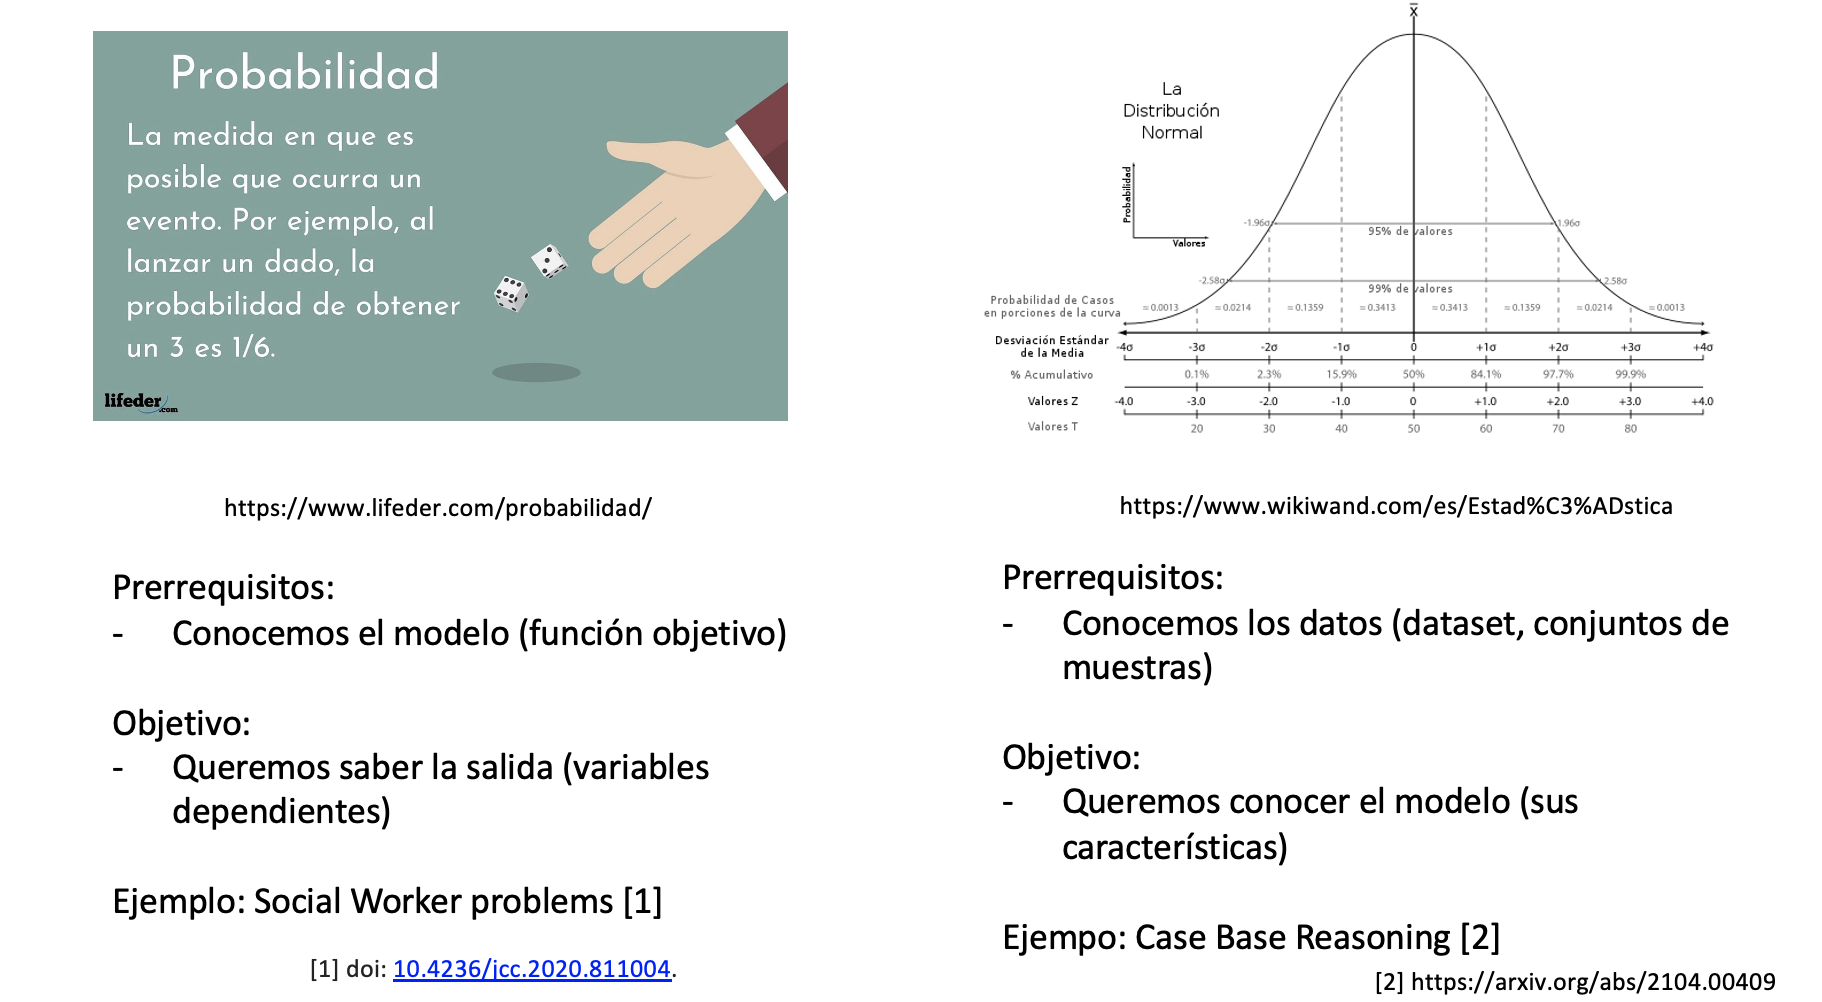 Probabilidad
La medida en que es
posible que ocurra un
evento. Por ejemplo, al
lanzar un dado, la
probabilidad de obtener
un 3 es 1/6.
lifeder.com
https://www.lifeder.com/probabilidad/
Prerrequisitos:
- Conocemos el modelo (función objetivo)
Objetivo:
- Queremos saber la salida (variables
dependientes)
Ejemplo: Social Worker problems [1]
[1] doi: 10.4236/jcc.2020.811004.
x̄
La
Distribución
Normal
Probabilidad
Valores
-1.96σ 1.96σ
95% de valores
-2.58σ 2.58σ
99% de valores
Probabilidad de Casos
en porciones de la curva
≈0.0013 ≈0.0214 ≈0.1359 ≈0.3413 ≈0.3413 ≈0.1359 ≈0.0214 ≈0.0013
Desviación Estándar
de la Media
-4σ -3σ -2σ -1σ 0 +1σ +2σ +3σ +4σ
% Acumulativo 0.1% 2.3% 15.9% 50% 84.1% 97.7% 99.9%
Valores Z -4.0 -3.0 -2.0 -1.0 0 +1.0 +2.0 +3.0 +4.0
Valores T 20 30 40 50 60 70 80
https://www.wikiwand.com/es/Estad%C3%ADstica
Prerrequisitos:
- Conocemos los datos (dataset, conjuntos de
muestras)
Objetivo:
- Queremos conocer el modelo (sus
características)
Ejempo: Case Base Reasoning [2]
[2] https://arxiv.org/abs/2104.00409